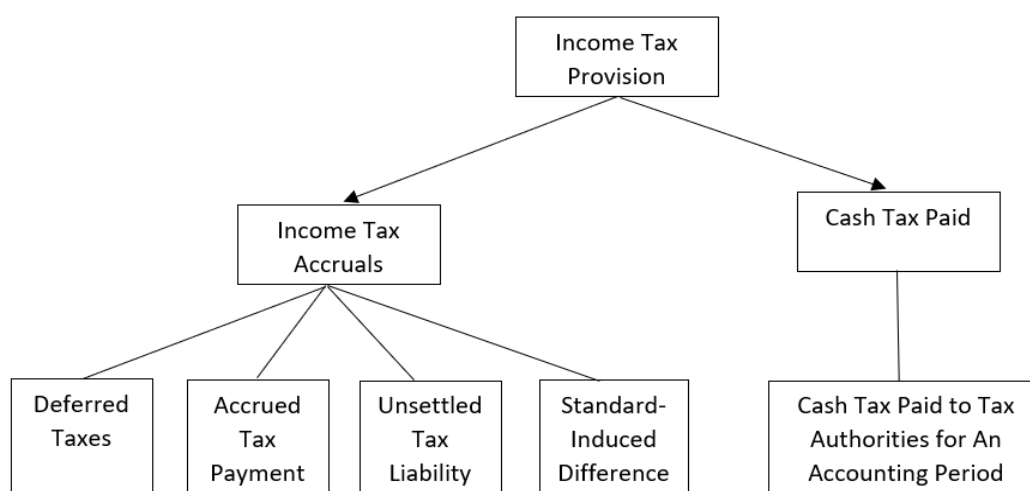 Income Tax
Provision
Income Tax
Accruals
Cash Tax Paid
Deferred
Taxes
Accrued
Tax
Payment
Unsettled
Tax
Liability
Standard-
Induced
Difference
Cash Tax Paid to Tax
Authorities for An
Accounting Period